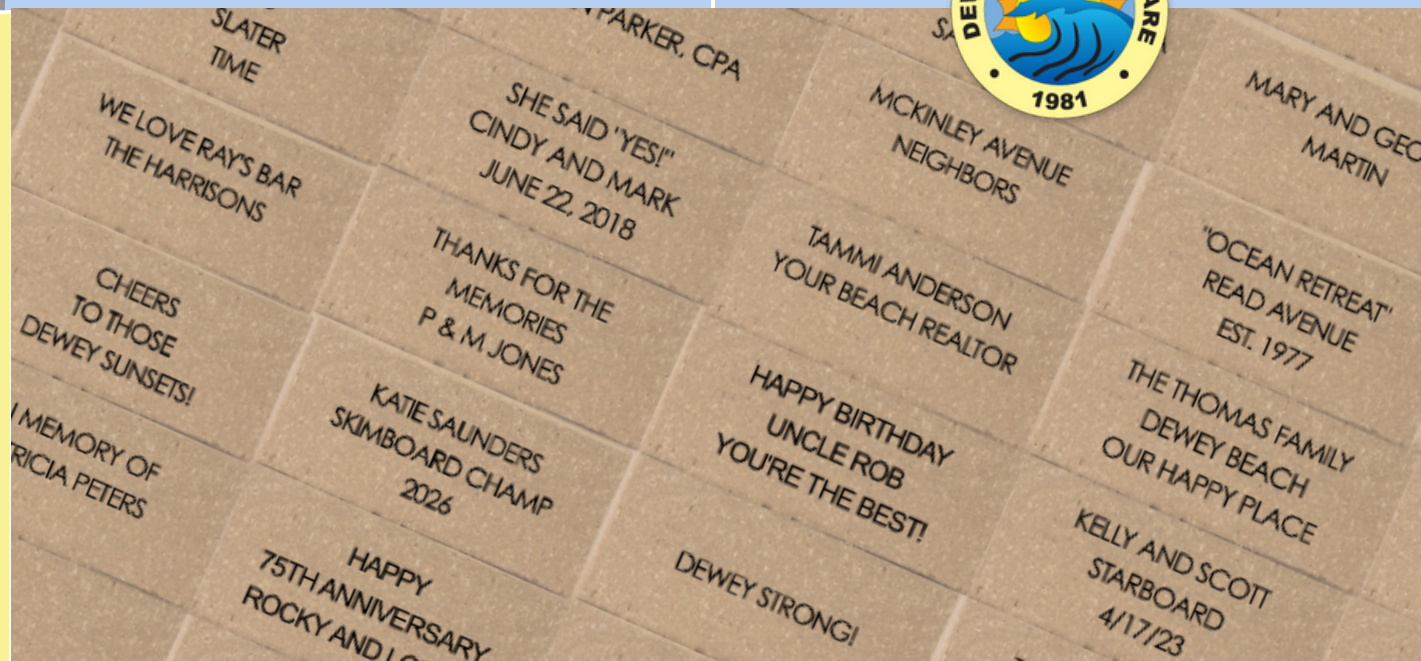 SLATER
TIME
PARKER, CPA
1981
MARY AND
MARTIN
WE LOVE RAY'S BAR
THE HARRISONS
SHE SAID 'YES!"
CINDY AND MARK
JUNE 22, 2018
MCKINLEY AVENUE
NEIGHBORS
"OCEAN RETREAT'
READ AVENUE
EST. 1977
CHEERS
TO THOSE
DEWEY SUNSETS!
THANKS FOR THE
MEMORIES
P & M JONES
TAMMI ANDERSON
YOUR BEACH REALTOR
THE THOMAS FAMILY
DEWEY BEACH
OUR HAPPY PLACE
MEMORY OF
PETERS
KATIE SAUNDERS
SKIMBOARD CHAMP
2026
HAPPY BIRTHDAY
UNCLE ROB
YOU'RE THE BEST!
KELLY AND SCOTT
STARBOARD
4/17/23
HAPPY
75TH ANNIVERSARY
ROCKY AND
DEWEY STRONG!